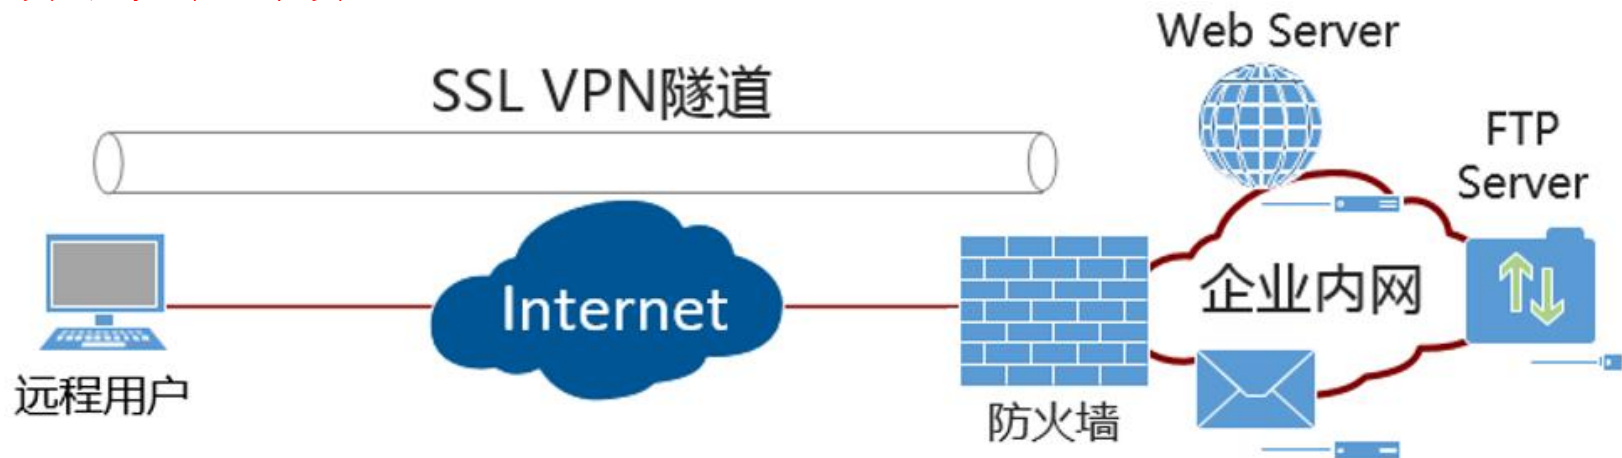 SSL VPN隧道
Web Server
FTP
Server
Internet
企业内网
远程用户
防火墙